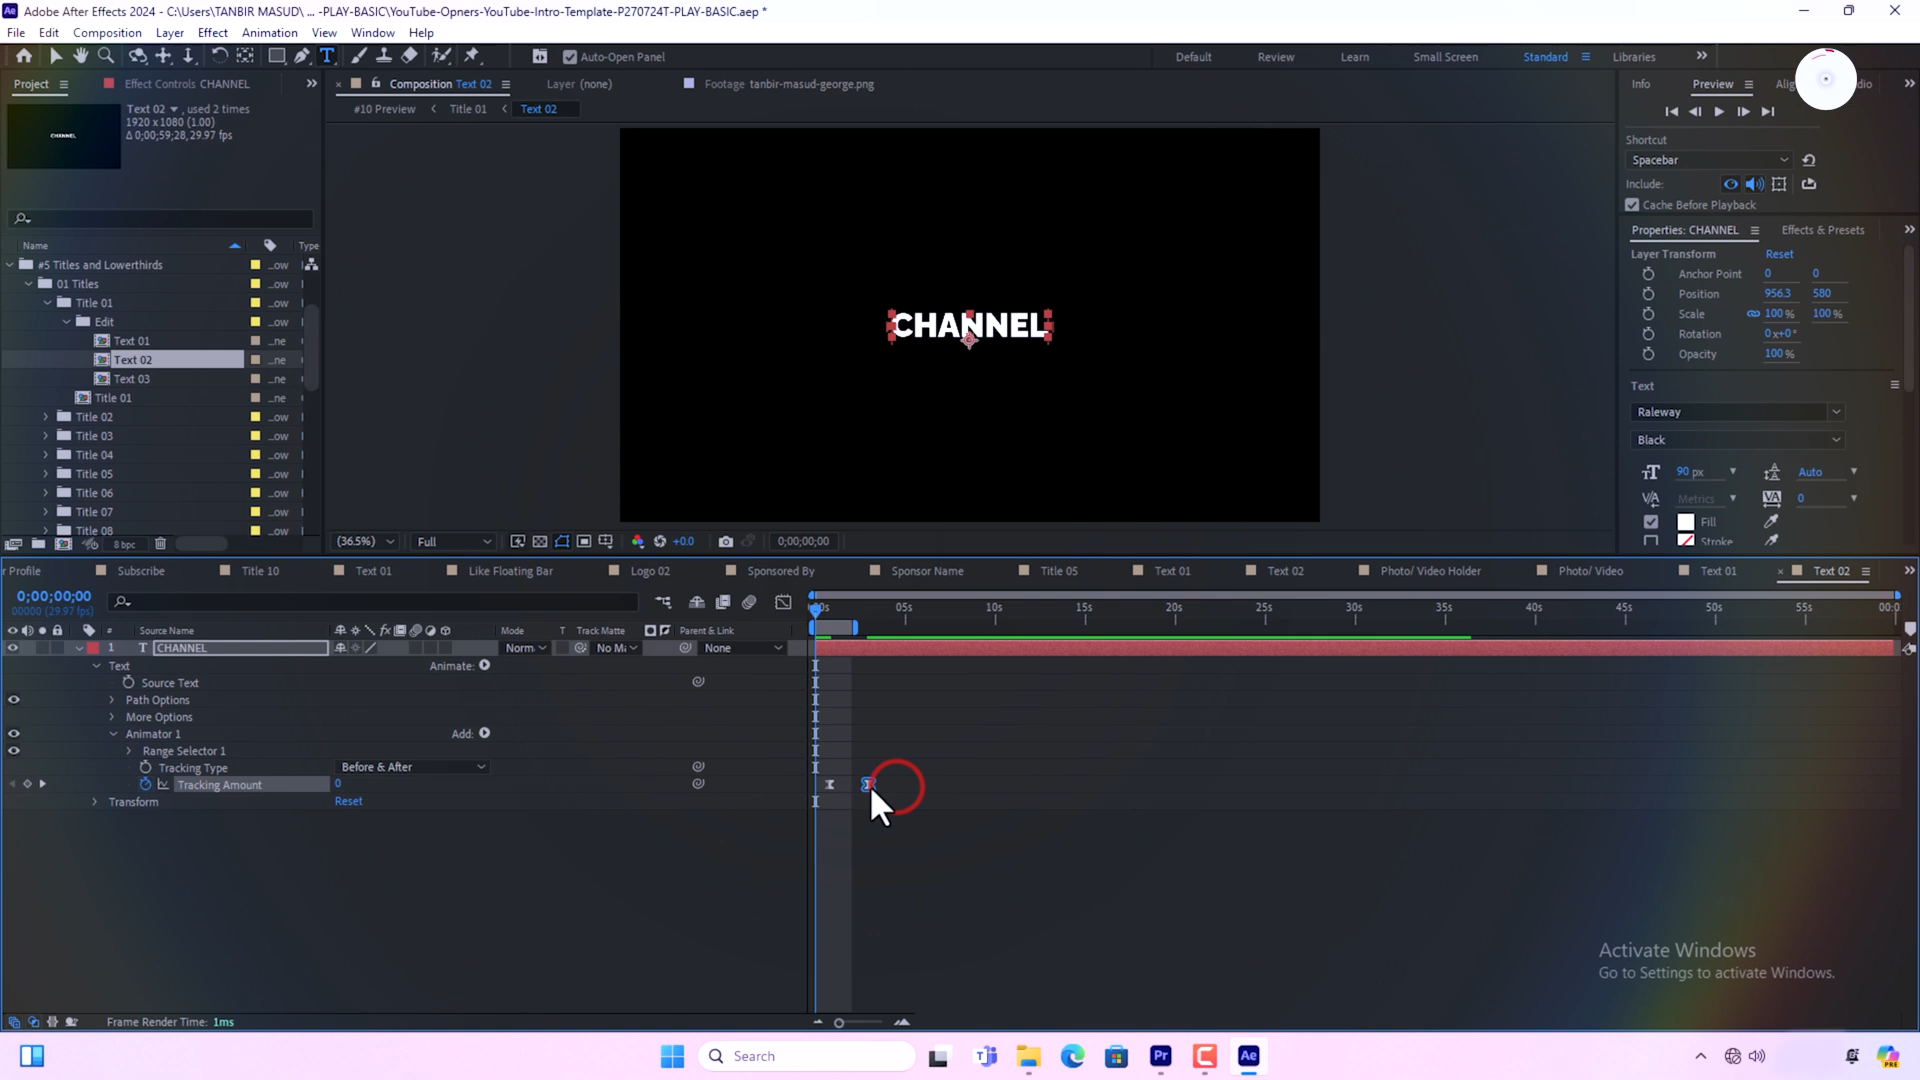 Adobe After Effects 2024 - C:\Users\TANBIR MASUD\ ... -PLAY-BASIC\YouTube-Opners-YouTube-Intro-Template-P270724T-PLAY-BASIC.aep *
File Edit Composition Layer Effect Animation View Window Help
Auto-Open Panel Default Review Learn Small Screen Standard Libraries
Project Effect Controls CHANNEL Composition Text 02 Layer (none) Footage tanbir-masud-george.png Info Preview
Text 02 , used 2 times
1920 x 1080 (1.00)
Δ 0;00;59;28, 29.97 fps
#10 Preview Title 01 Text 02
Shortcut
Spacebar
Include:
Cache Before Playback
Properties: CHANNEL Effects & Presets
Layer Transform Reset
Anchor Point 0 0
Position 956.3 580
Scale 100 % 100 %
Rotation 0x+0°
Opacity 100 %
Text
Raleway
Black
90 px Auto
Metrics 0
Fill
Stroke
Name Type
#5 Titles and Lowerthirds ...ow
01 Titles ...ow
Title 01 ...ow
Edit ...ow
Text 01 ...ne
Text 02 ...ne
Text 03 ...ne
Title 01 ...ne
Title 02 ...ow
Title 03 ...ow
Title 04 ...ow
Title 05 ...ow
Title 06 ...ow
Title 07 ...ow
Title 08 ...ow
8 bpc
CHANNEL
CHANNEL
(36.5%) Full +0.0 0;00;00;00
r Profile Subscribe Title 10 Text 01 Like Floating Bar Logo 02 Sponsored By Sponsor Name Title 05 Text 01 Text 02 Photo/ Video Holder Photo/ Video Text 01 Text 02
0;00;00;00
00000 (29.97 fps)
05s 10s 15s 20s 25s 30s 35s 40s 45s 50s 55s 00:0
# Source Name Mode T Track Matte Parent & Link
1 T CHANNEL Norm No Ma None
Text Animate:
Source Text
Path Options
More Options
Animator 1 Add:
Range Selector 1
Tracking Type Before & After
Tracking Amount 0
Transform Reset
Activate Windows
Go to Settings to activate Windows.
Frame Render Time: 1ms
Search